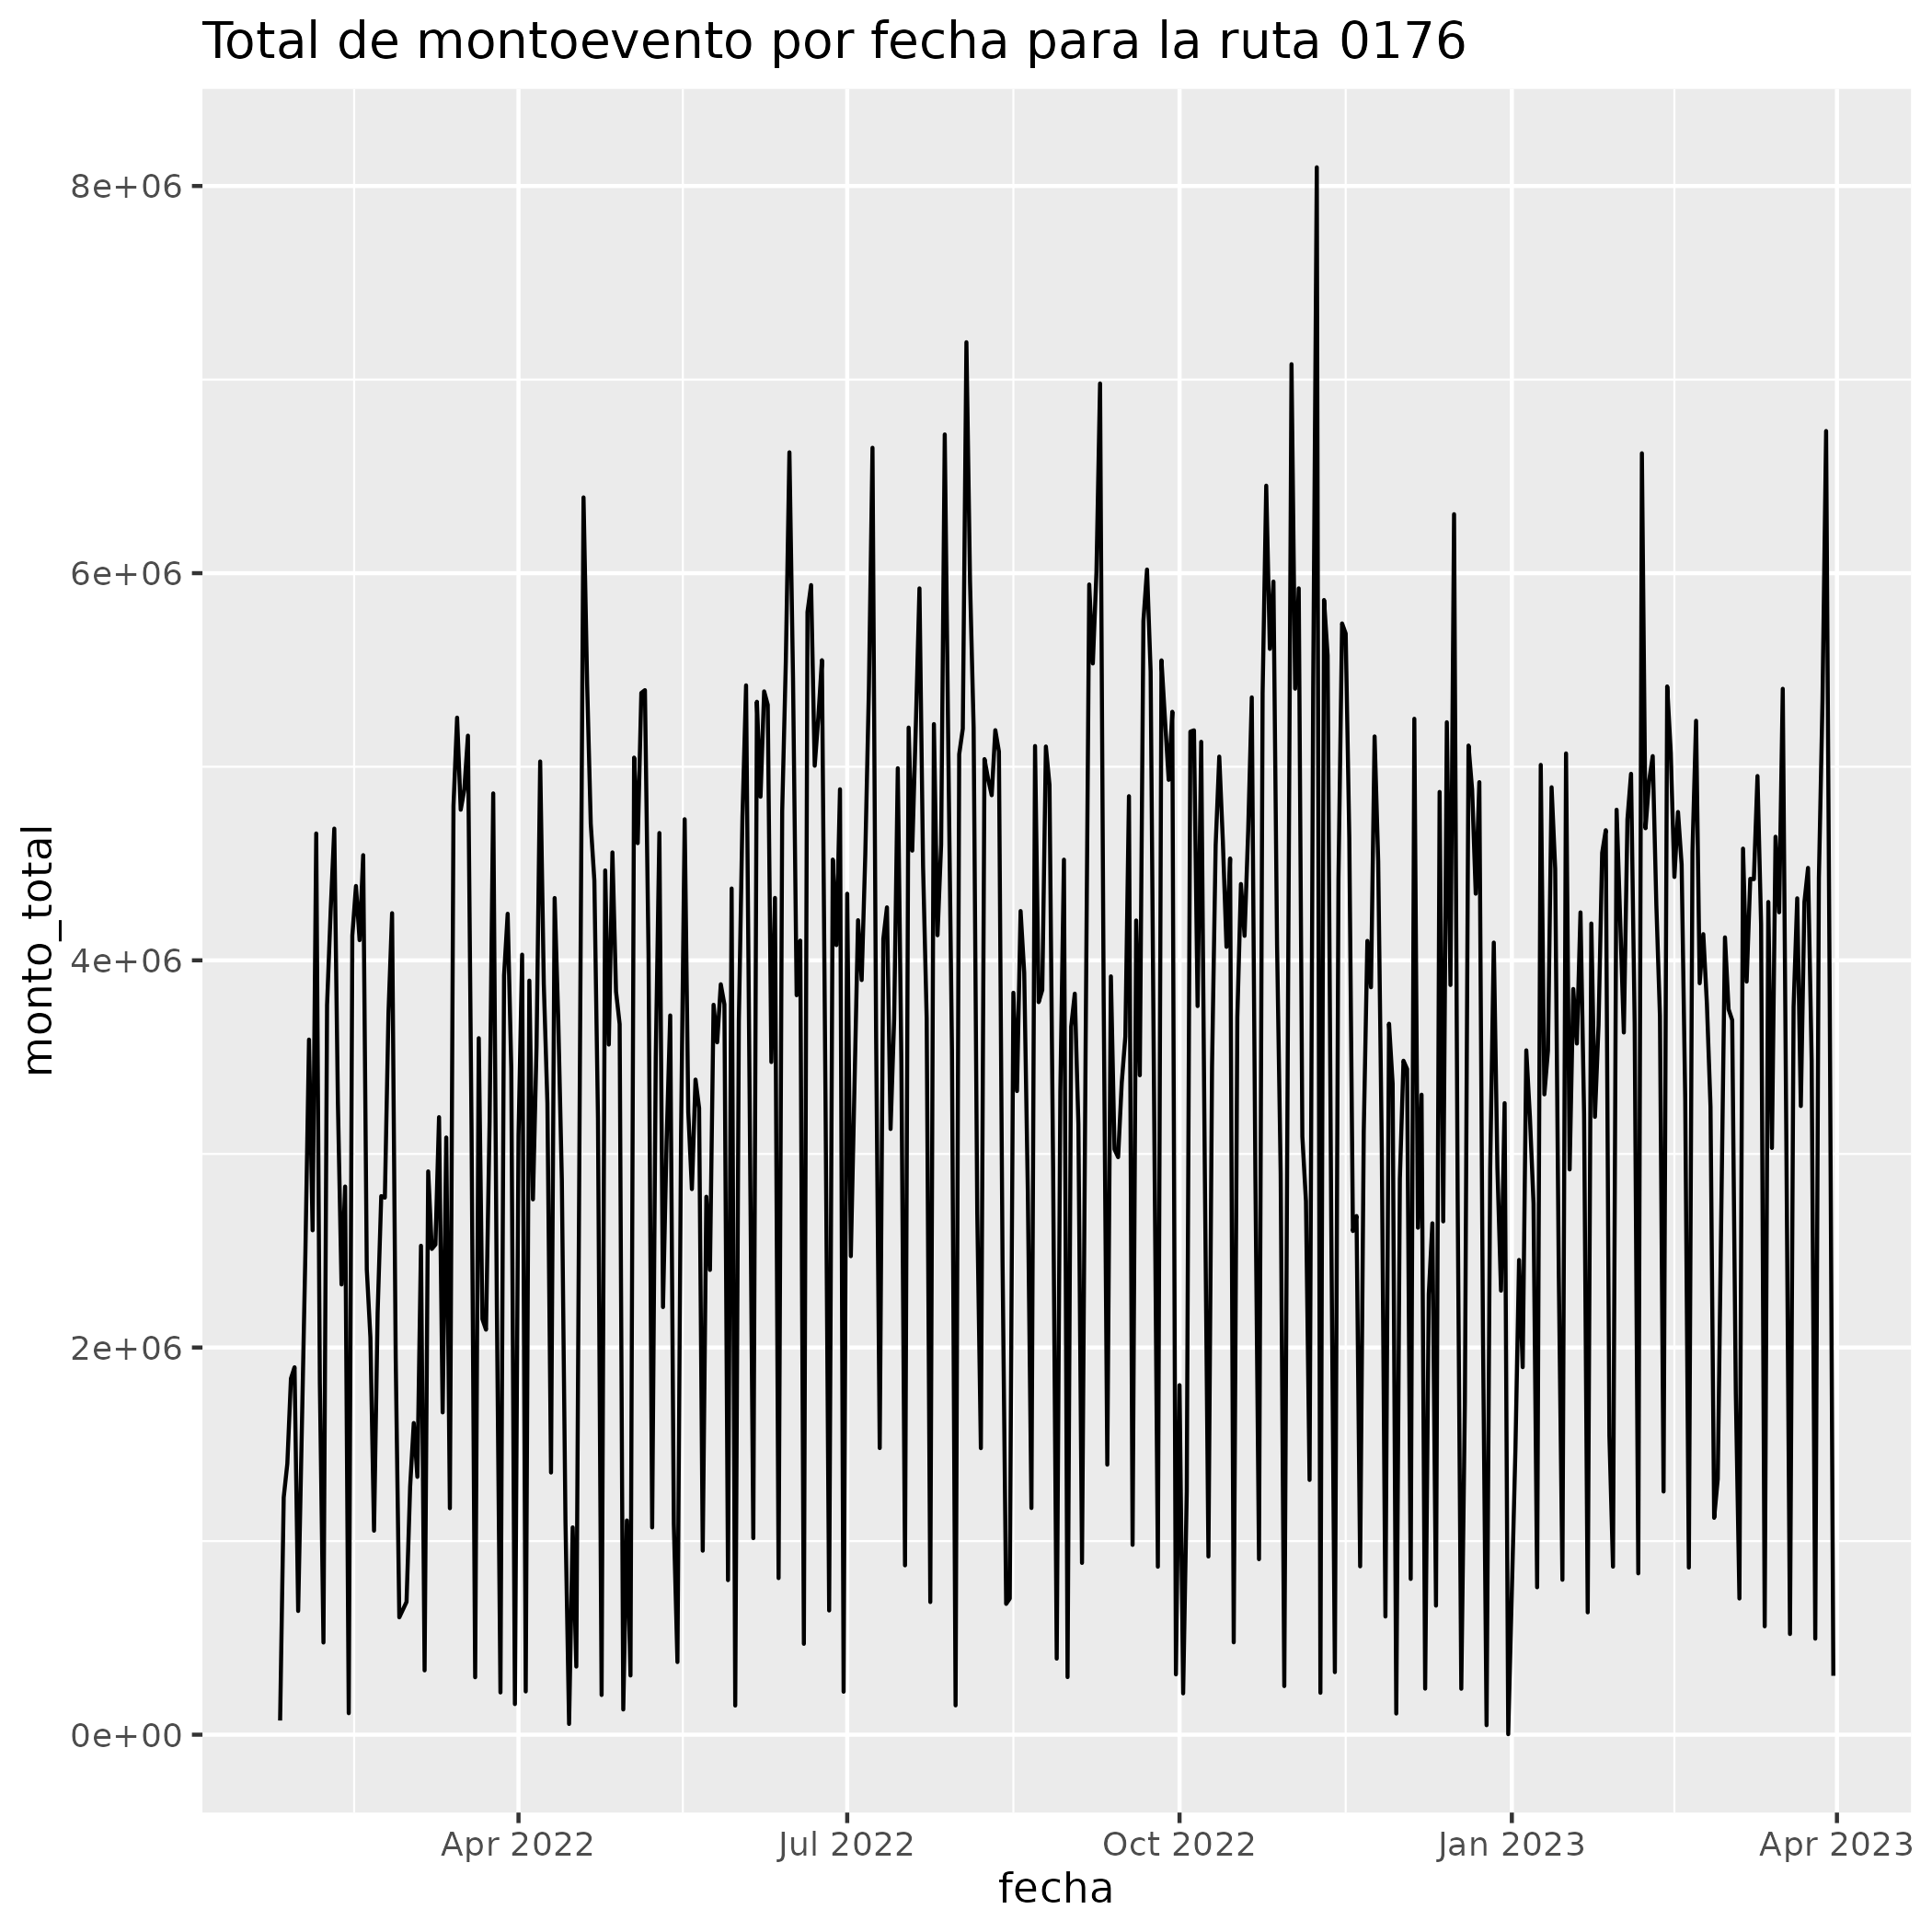 Total de montoevento por fecha para la ruta 0176
8e+06
6e+06
4e+06
2e+06
0e+00
monto_total
Apr 2022
Jul 2022
Oct 2022
Jan 2023
Apr 2023
fecha